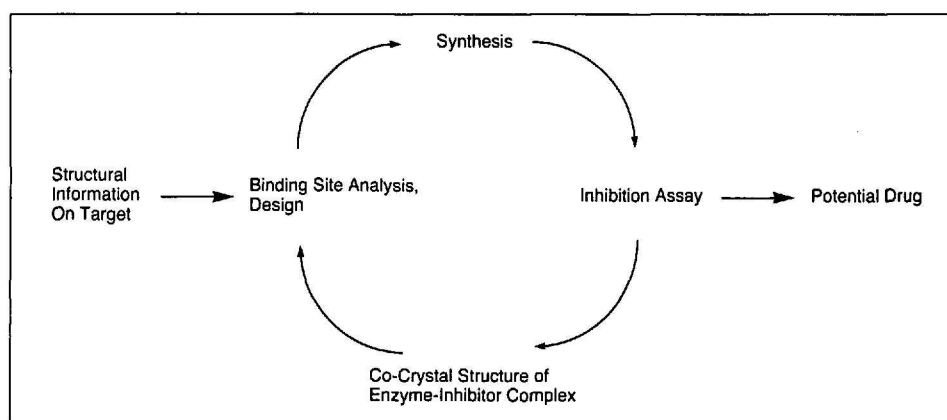 Synthesis
Structural
Information
On Target
Binding Site Analysis,
Design
Inhibition Assay
Potential Drug
Co-Crystal Structure of
Enzyme-Inhibitor Complex